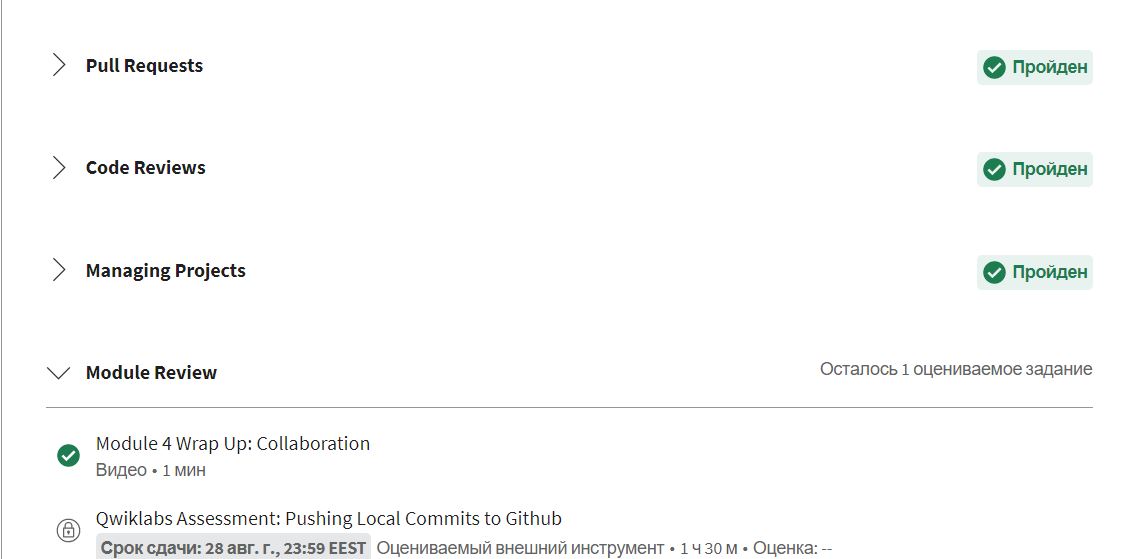 Pull Requests
Пройден
Code Reviews
Пройден
Managing Projects
Пройден
Module Review
Осталось 1 оцениваемое задание
Module 4 Wrap Up: Collaboration
Видео • 1 мин
Qwiklabs Assessment: Pushing Local Commits to Github
Срок сдачи: 28 авг. г., 23:59 EEST Оцениваемый внешний инструмент • 1 ч 30 м • Оценка: --